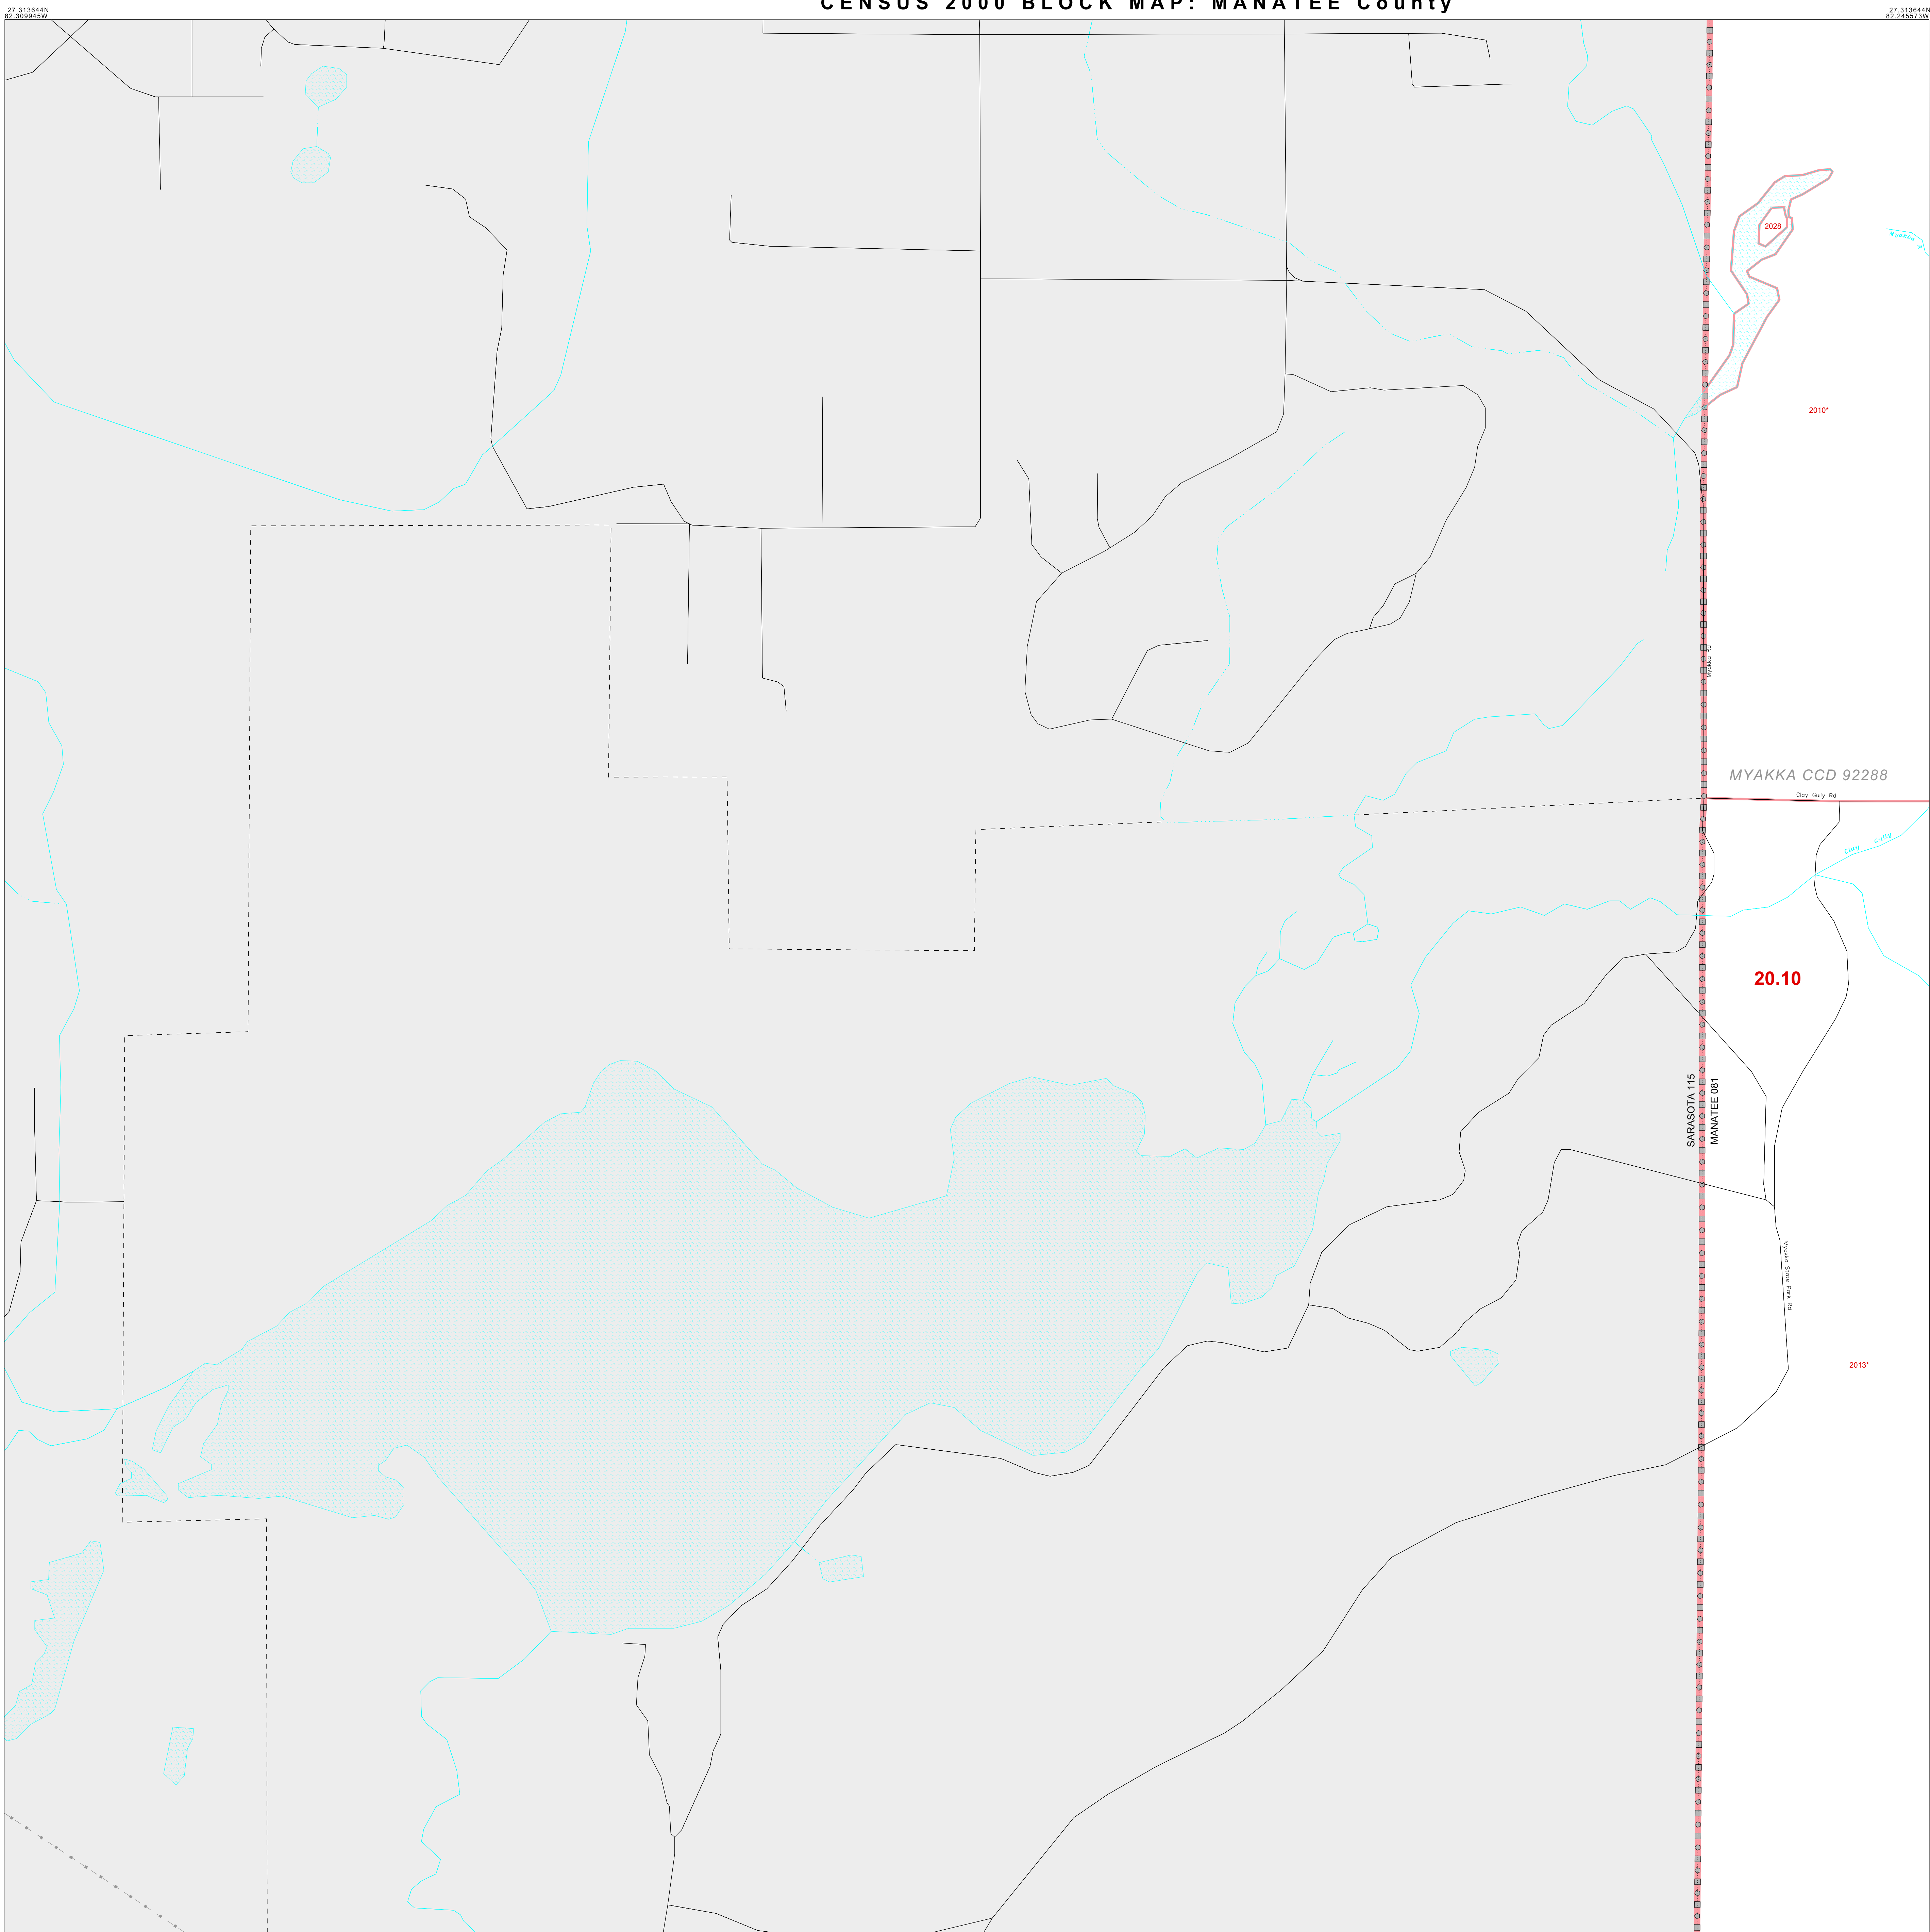 CENSUS 2000 BLOCK MAP: MANATEE County
27.313644N
82.309945W
27.313644N
82.245573W
2028
Myakka
2010*
Myakka Rd
MYAKKA CCD 92288
Clay Gully Rd
Clay Gully
20.10
SARASOTA 115
MANATEE 081
Myakka State Park Rd
2013*